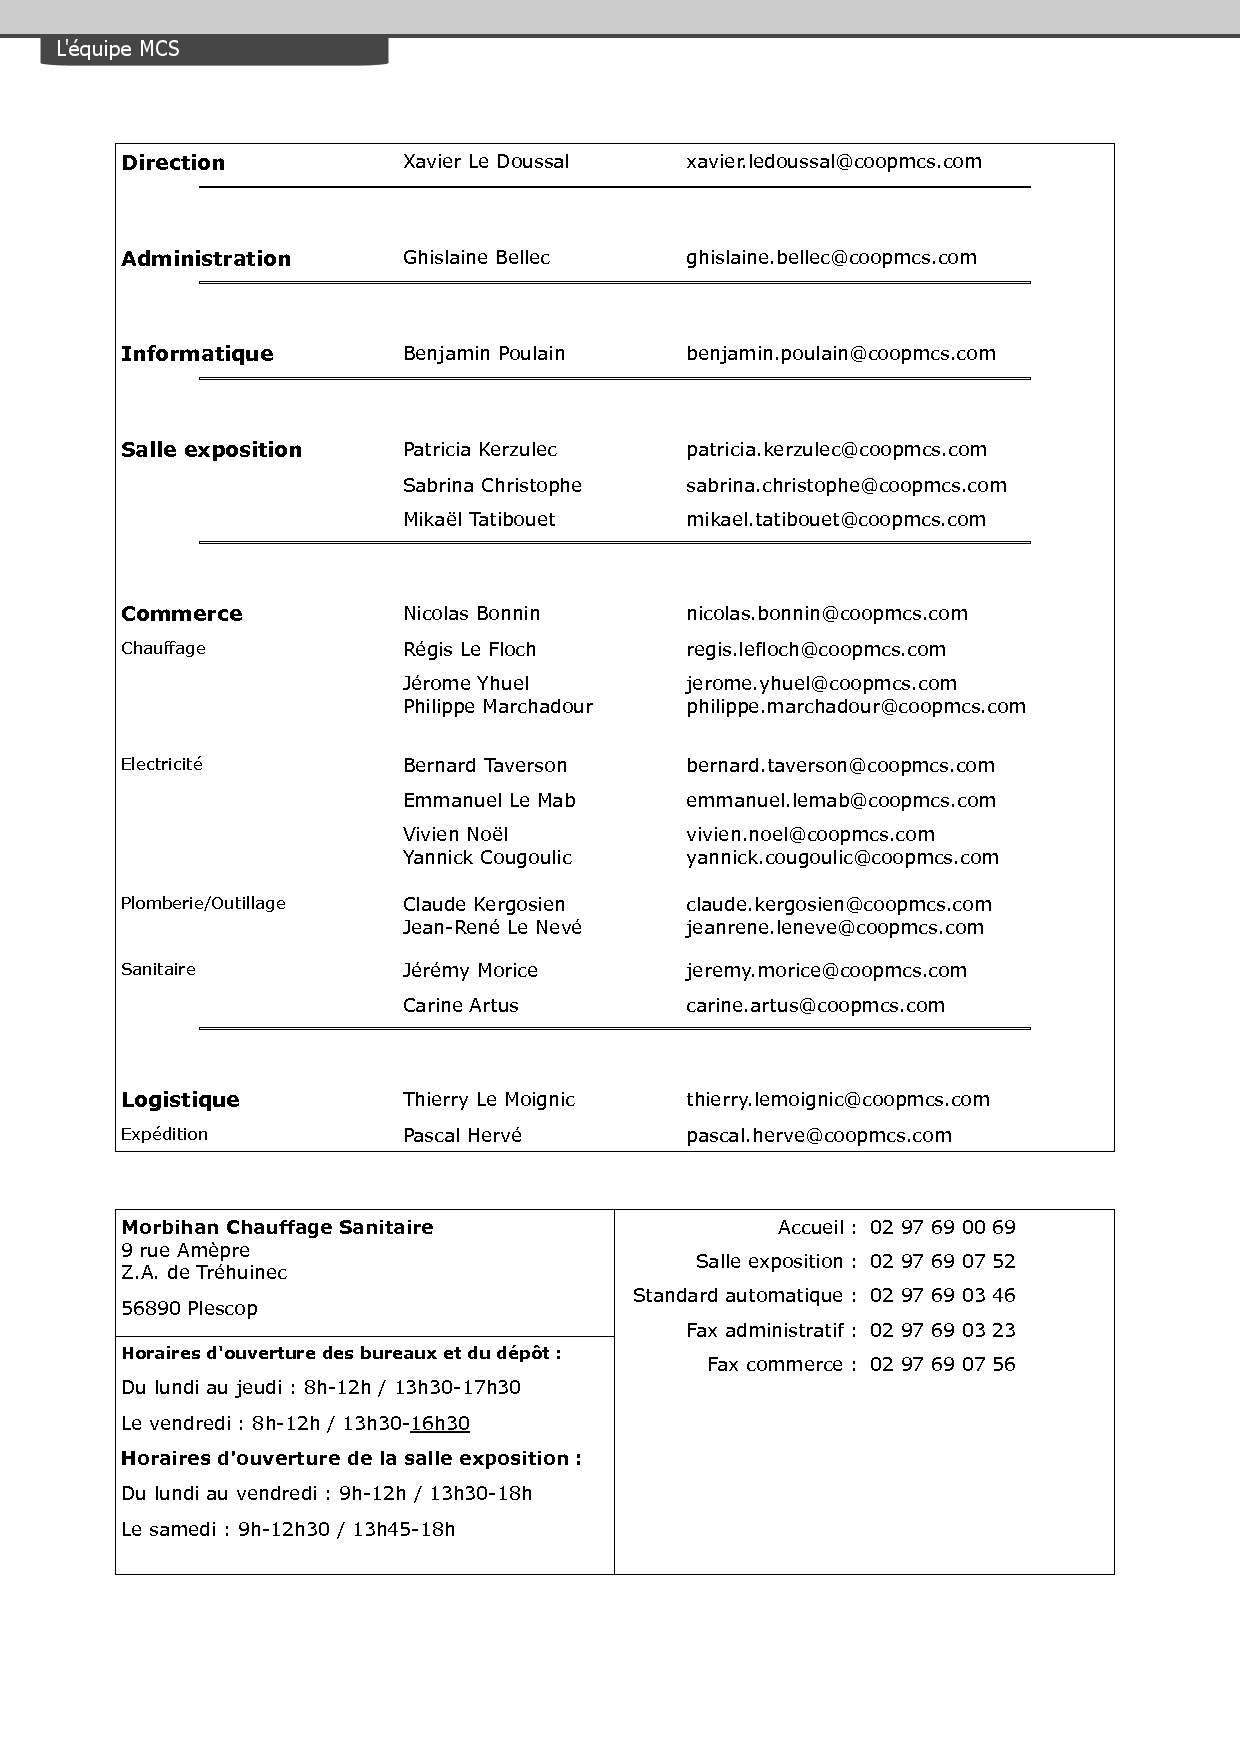 L'équipe MCS
Direction Xavier Le Doussal xavier.ledoussal@coopmcs.com
Administration Ghislaine Bellec ghislaine.bellec@coopmcs.com
Informatique Benjamin Poulain benjamin.poulain@coopmcs.com
Salle exposition Patricia Kerzulec patricia.kerzulec@coopmcs.com
Sabrina Christophe sabrina.christophe@coopmcs.com
Mikaël Tatibouet mikael.tatibouet@coopmcs.com
Commerce Nicolas Bonnin nicolas.bonnin@coopmcs.com
Chauffage Régis Le Floch regis.lefloch@coopmcs.com
Jérome Yhuel jerome.yhuel@coopmcs.com
Philippe Marchadour philippe.marchadour@coopmcs.com
Electricité Bernard Taverson bernard.taverson@coopmcs.com
Emmanuel Le Mab emmanuel.lemab@coopmcs.com
Vivien Noël vivien.noel@coopmcs.com
Yannick Cougoulic yannick.cougoulic@coopmcs.com
Plomberie/Outillage Claude Kergosien claude.kergosien@coopmcs.com
Jean-René Le Nevé jeanrene.leneve@coopmcs.com
Sanitaire Jérémy Morice jeremy.morice@coopmcs.com
Carine Artus carine.artus@coopmcs.com
Logistique Thierry Le Moignic thierry.lemoignic@coopmcs.com
Expédition Pascal Hervé pascal.herve@coopmcs.com
Morbihan Chauffage Sanitaire
9 rue Amèpre
Z.A. de Tréhuinec
56890 Plescop
Horaires d'ouverture des bureaux et du dépôt :
Du lundi au jeudi : 8h-12h / 13h30-17h30
Le vendredi : 8h-12h / 13h30-16h30
Horaires d'ouverture de la salle exposition :
Du lundi au vendredi : 9h-12h / 13h30-18h
Le samedi : 9h-12h30 / 13h45-18h
Accueil : 02 97 69 00 69
Salle exposition : 02 97 69 07 52
Standard automatique : 02 97 69 03 46
Fax administratif : 02 97 69 03 23
Fax commerce : 02 97 69 07 56